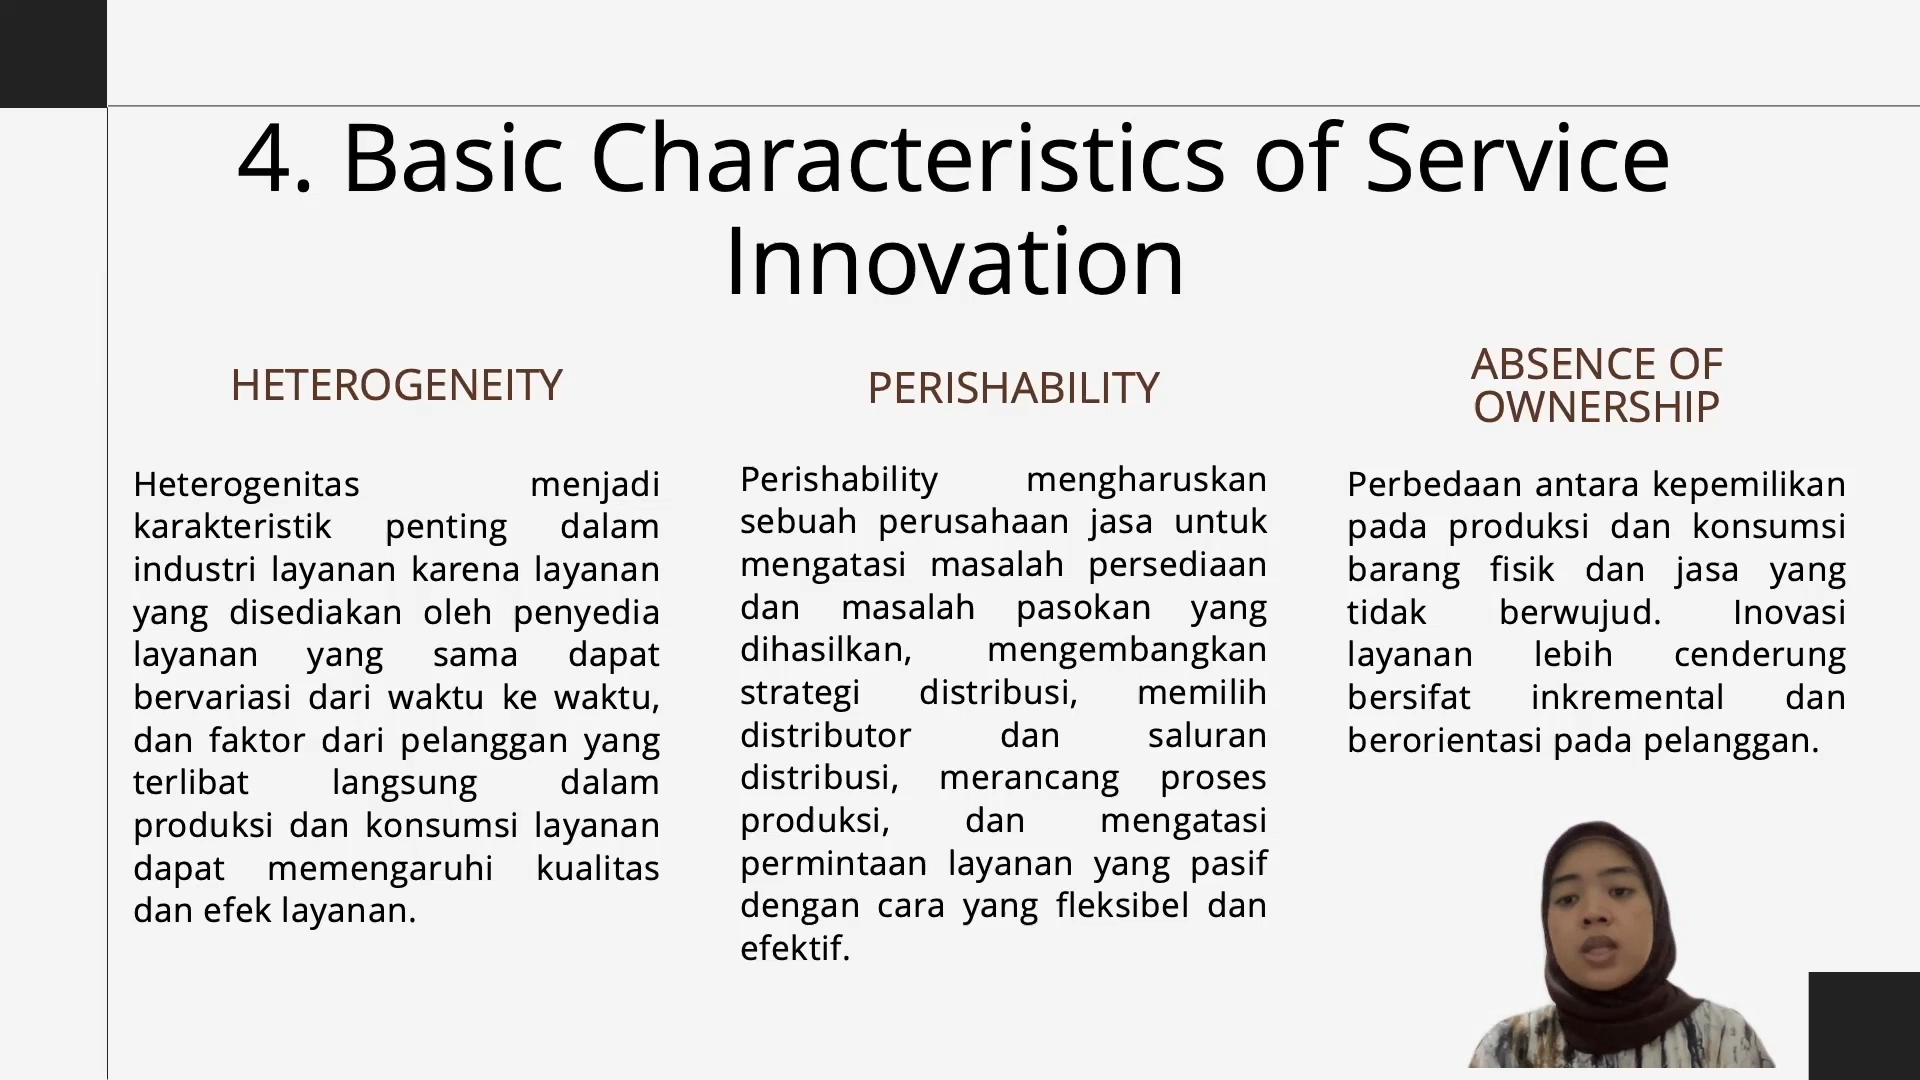 4. Basic Characteristics of Service
Innovation
HETEROGENEITY
Heterogenitas menjadi
karakteristik penting dalam
industri layanan karena layanan
yang disediakan oleh penyedia
layanan yang sama dapat
bervariasi dari waktu ke waktu,
dan faktor dari pelanggan yang
terlibat langsung dalam
produksi dan konsumsi layanan
dapat memengaruhi kualitas
dan efek layanan.
PERISHABILITY
Perishability mengharuskan
sebuah perusahaan jasa untuk
mengatasi masalah persediaan
dan masalah pasokan yang
dihasilkan, mengembangkan
strategi distribusi, memilih
distributor dan saluran
distribusi, merancang proses
produksi, dan mengatasi
permintaan layanan yang pasif
dengan cara yang fleksibel dan
efektif.
ABSENCE OF
OWNERSHIP
Perbedaan antara kepemilikan
pada produksi dan konsumsi
barang fisik dan jasa yang
tidak berwujud. Inovasi
layanan lebih cenderung
bersifat inkremental dan
berorientasi pada pelanggan.